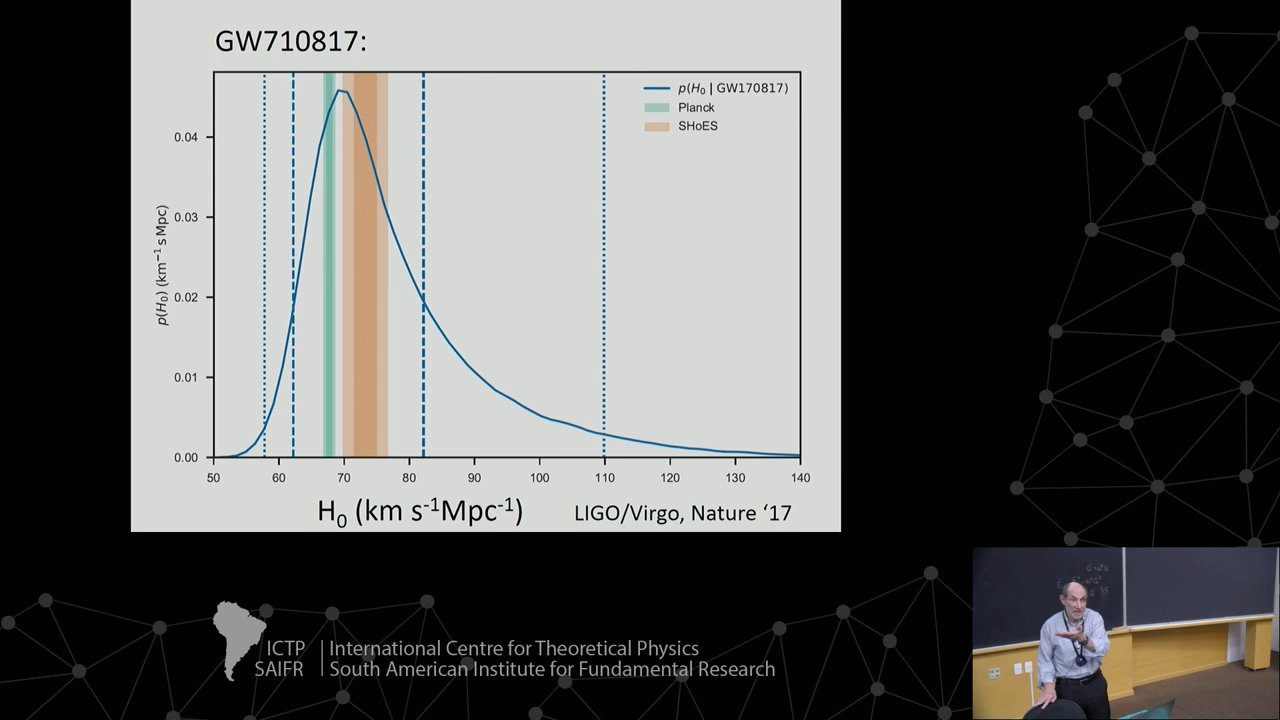 GW710817:
p(H₀ | GW170817)
Planck
SHoES
p(H₀) (km⁻¹ s Mpc)
0.04
0.03
0.02
0.01
0.00
50 60 70 80 90 100 110 120 130 140
H₀ (km s⁻¹Mpc⁻¹)
LIGO/Virgo, Nature ‘17
ICTP
SAIFR
International Centre for Theoretical Physics
South American Institute for Fundamental Research